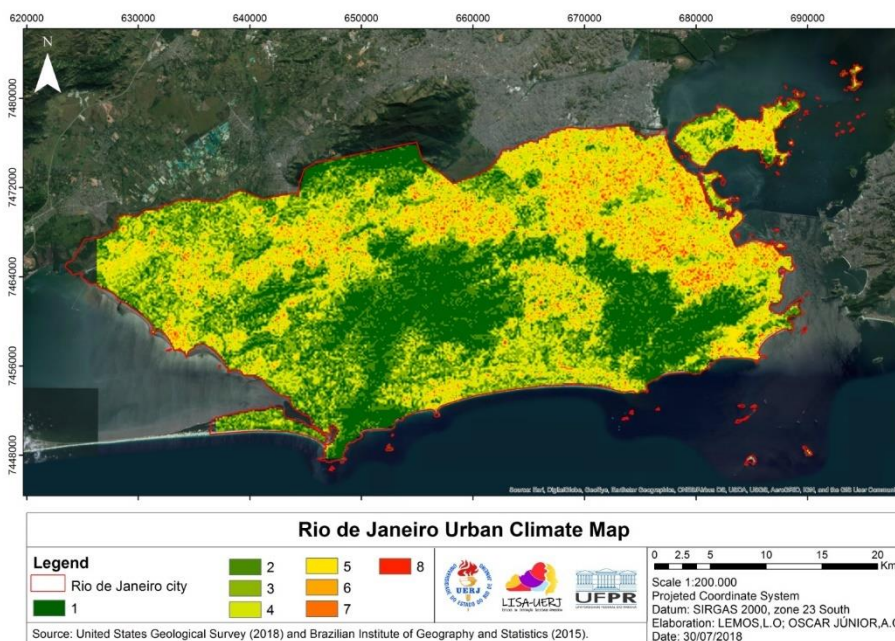 620000 630000 640000 650000 660000 670000 680000 690000
N
7480000
7472000
7464000
7456000
7448000
Rio de Janeiro Urban Climate Map
Legend
Rio de Janeiro city
1
2
3
4
5
6
7
8
UERJ
LISA-UERJ
UFPR
0 2.5 5 10 15 20
Km
Scale 1:200.000
Projeted Coordinate System
Datum: SIRGAS 2000, zone 23 South
Elaboration: LEMOS,L.O; OSCAR JÚNIOR,A.
Date: 30/07/2018
Source: United States Geological Survey (2018) and Brazilian Institute of Geography and Statistics (2015).